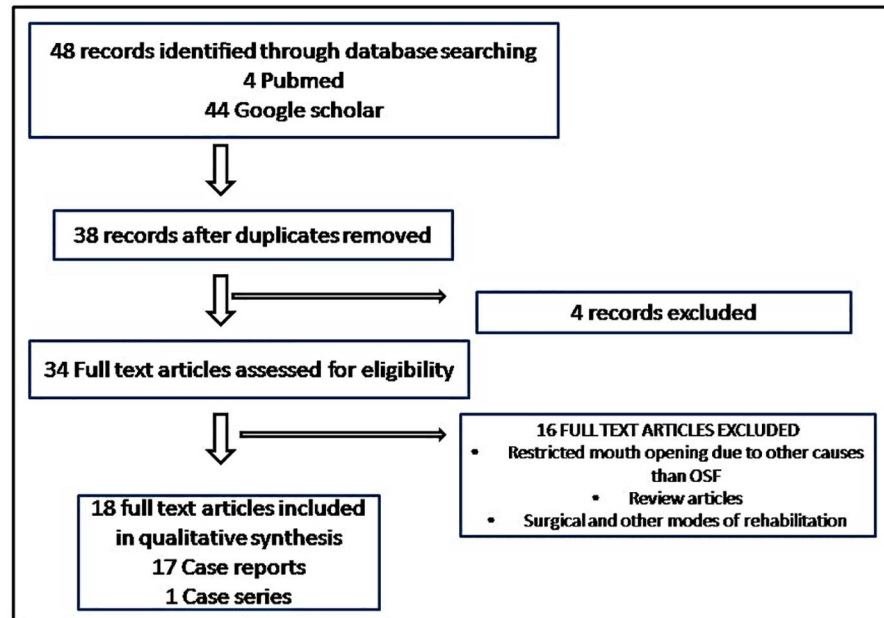 48 records identified through database searching
4 Pubmed
44 Google scholar
38 records after duplicates removed
4 records excluded
34 Full text articles assessed for eligibility
16 FULL TEXT ARTICLES EXCLUDED
• Restricted mouth opening due to other causes
than OSF
• Review articles
• Surgical and other modes of rehabilitation
18 full text articles included
in qualitative synthesis
17 Case reports
1 Case series